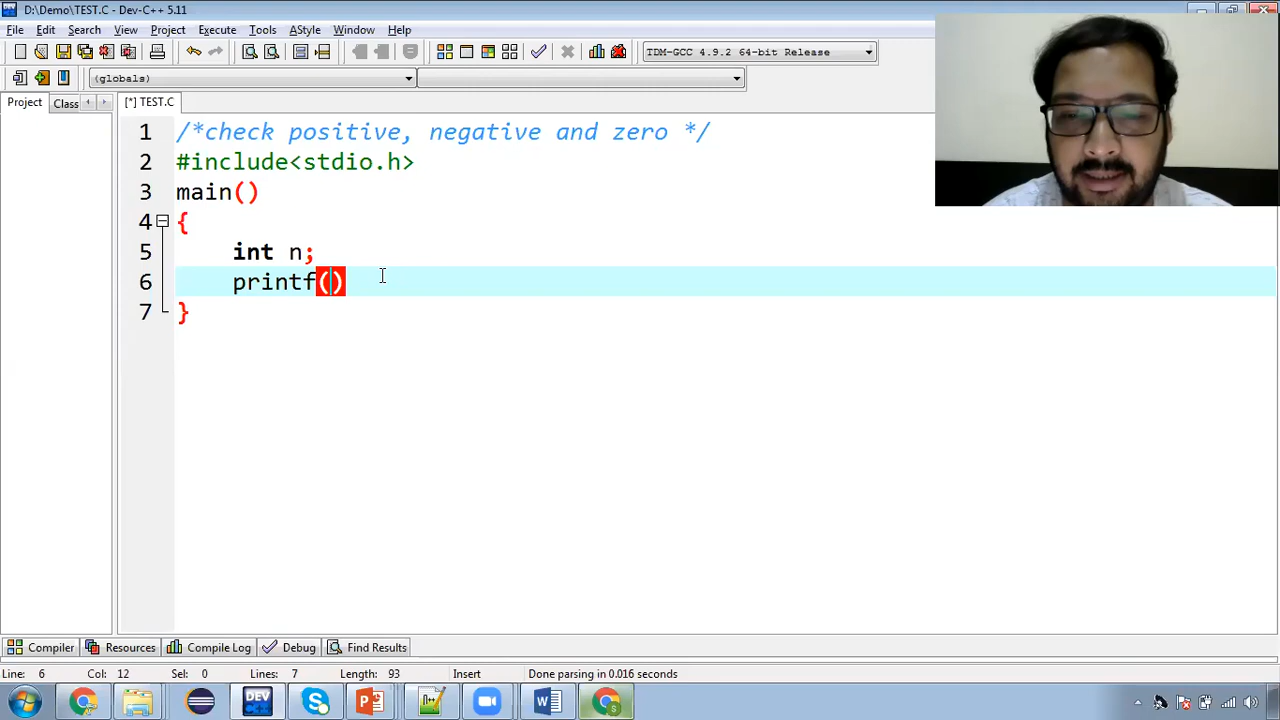 D:\Demo\TEST.C - Dev-C++ 5.11
File Edit Search View Project Execute Tools AStyle Window Help
TDM-GCC 4.9.2 64-bit Release
(globals)
Project Class [*] TEST.C
1 /*check positive, negative and zero */
2 #include<stdio.h>
3 main()
4 {
5 int n;
6 printf()
7 }
Compiler Resources Compile Log Debug Find Results
Line: 6 Col: 12 Sel: 0 Lines: 7 Length: 93 Insert Done parsing in 0.016 seconds
DEV C++